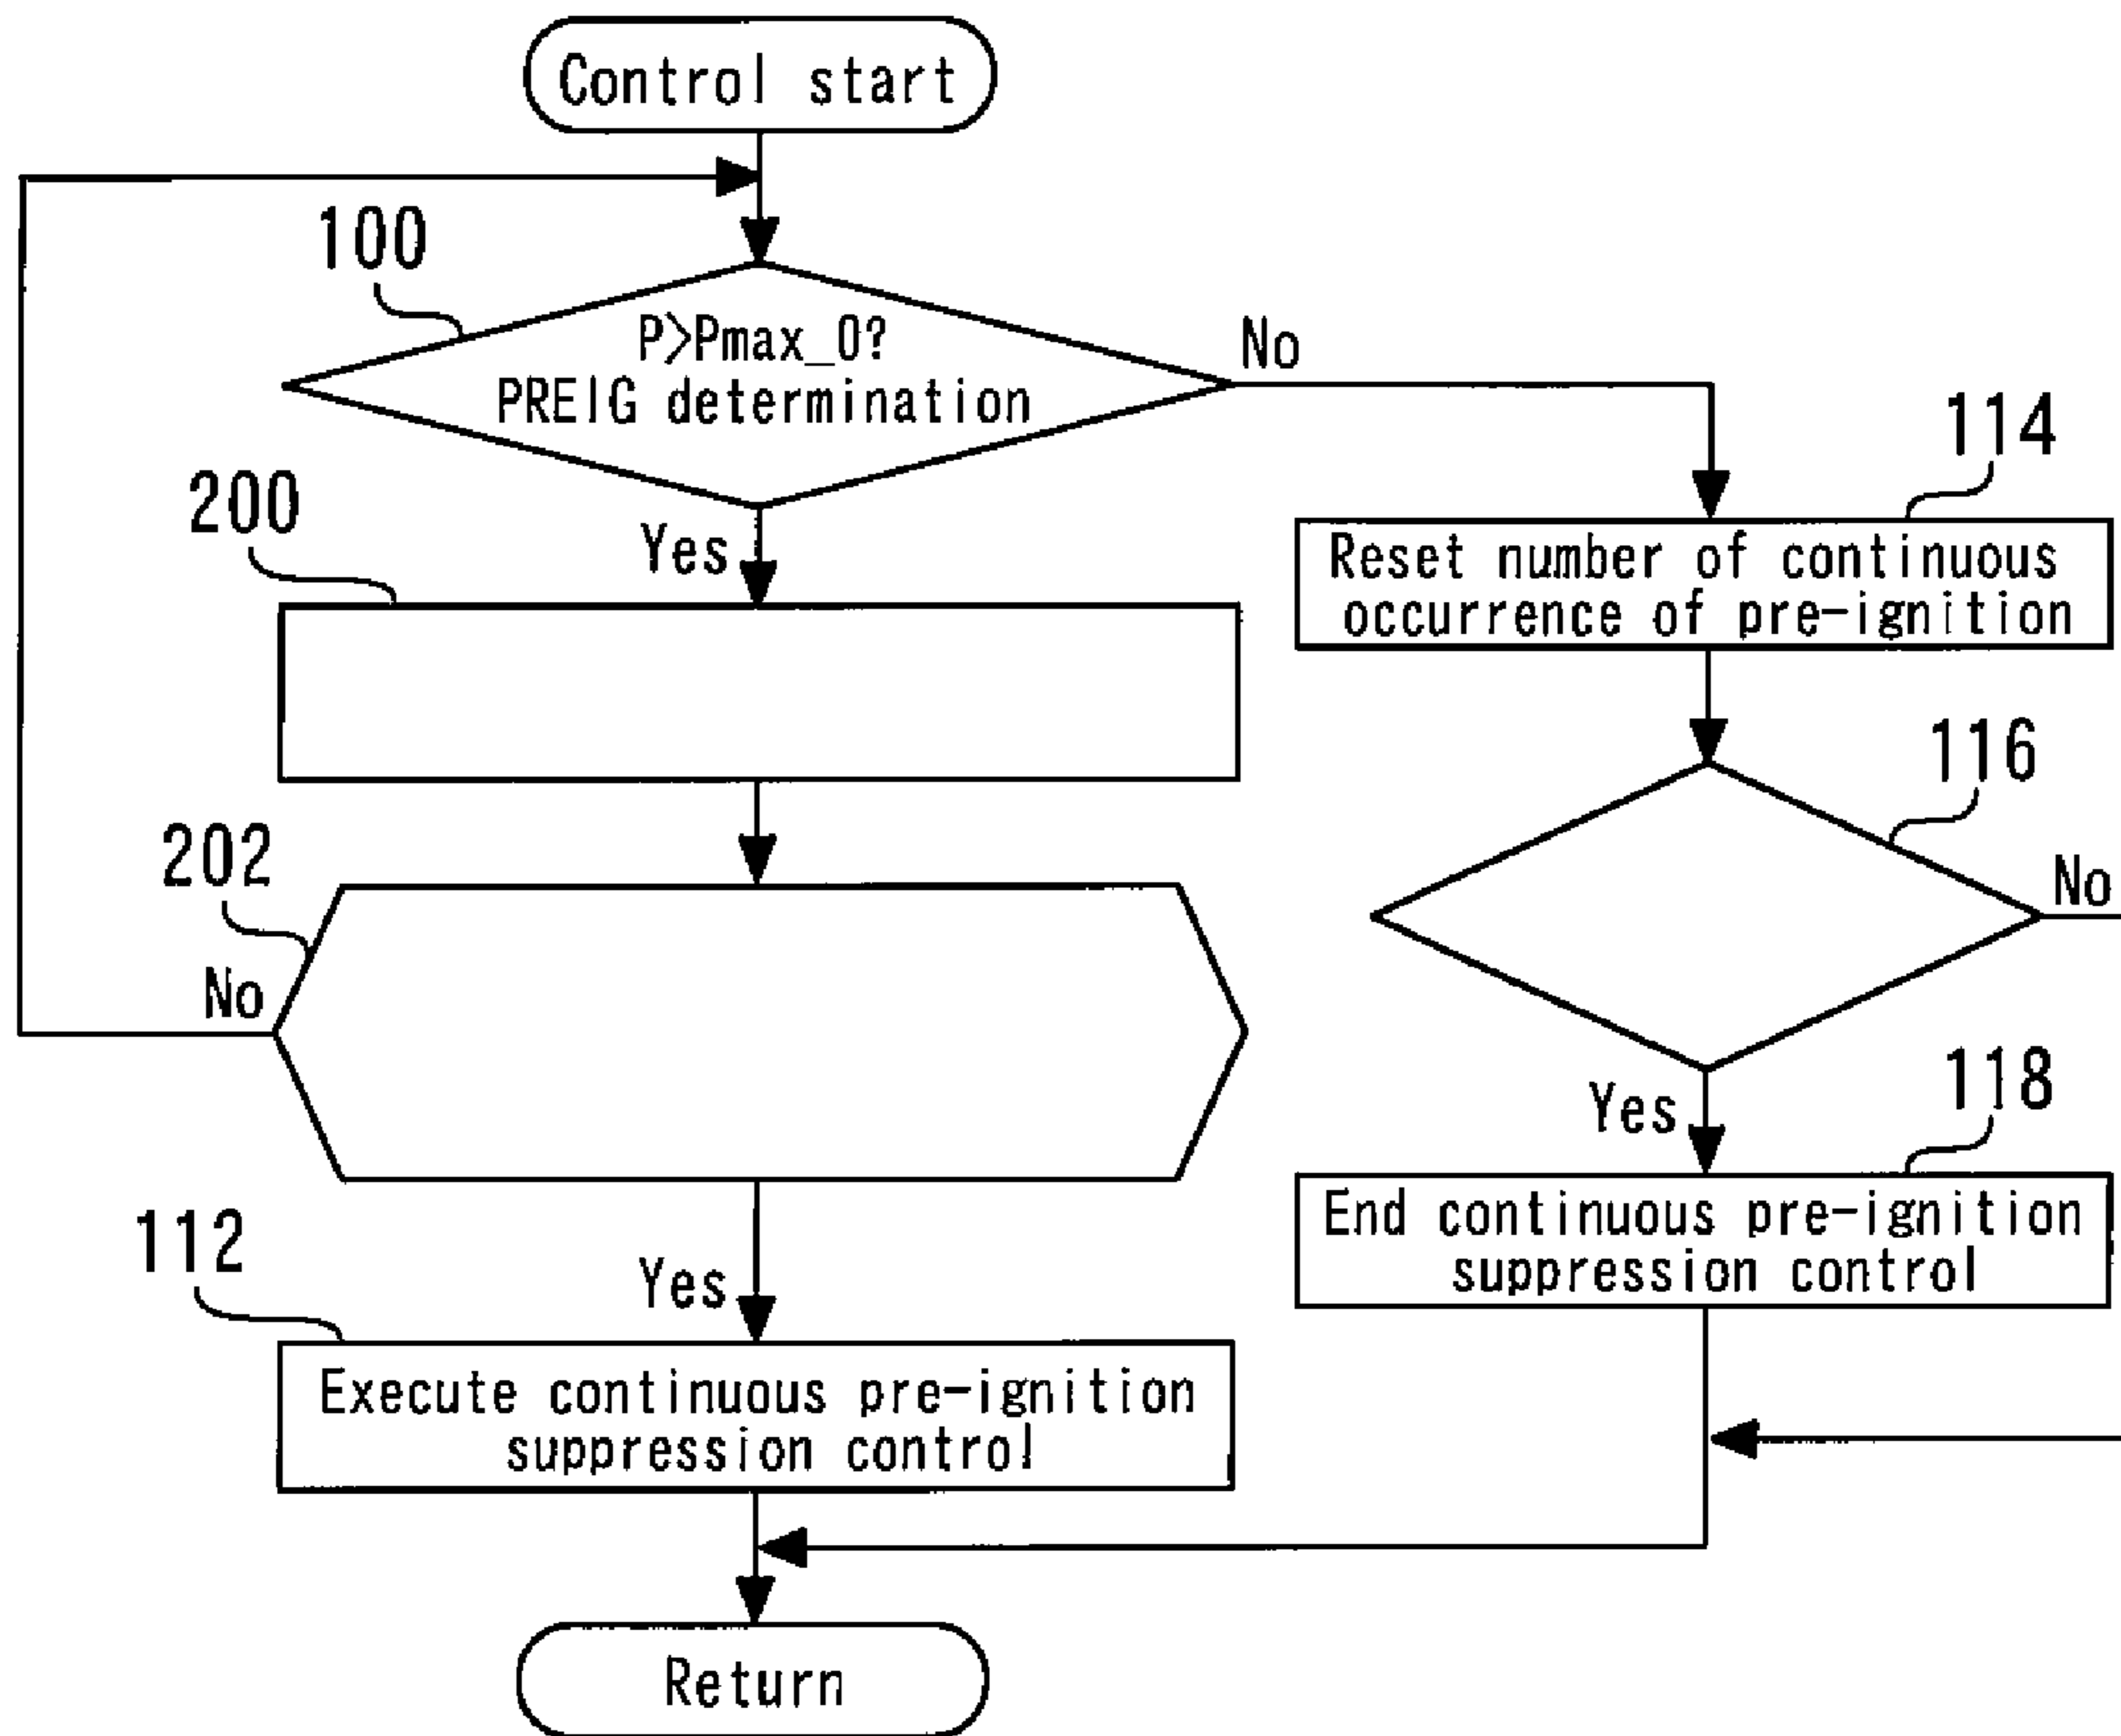 Control start
100
P>Pmax_0?
PREIG determination
No
Yes
200
114
Reset number of continuous
occurrence of pre-ignition
116
No
202
No
Yes
118
End continuous pre-ignition
suppression control
Yes
112
Execute continuous pre-ignition
suppression control
Return